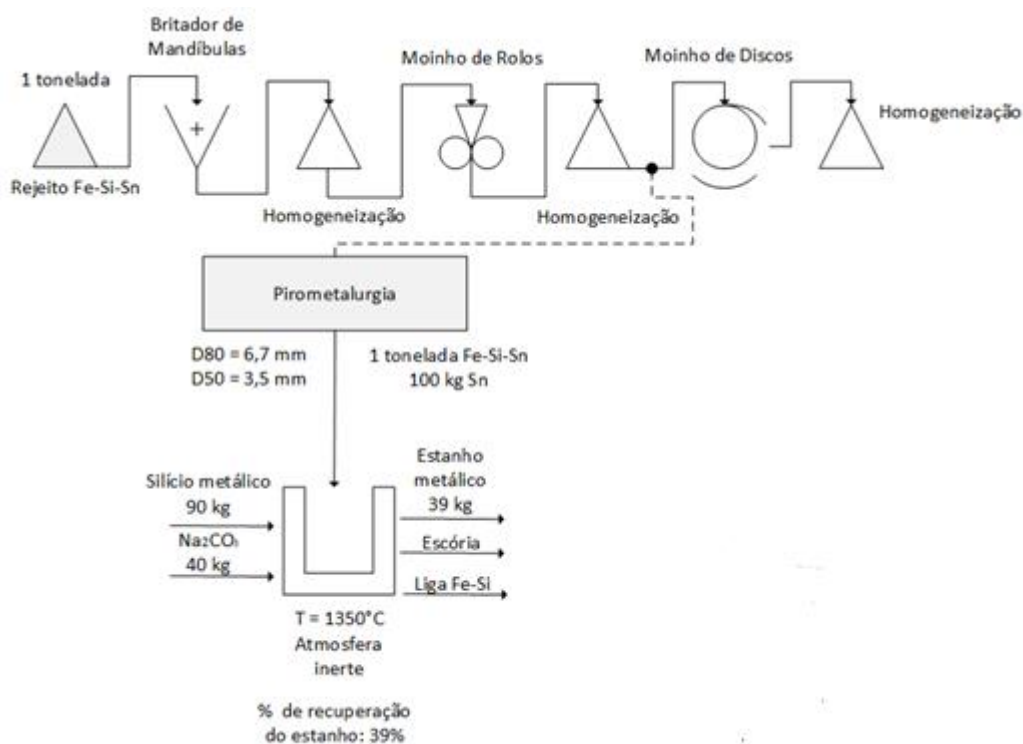 Britador de
Mandíbulas
Moinho de Rolos
Moinho de Discos
1 tonelada
Homogeneização
Rejeito Fe-Si-Sn
Homogeneização
Homogeneização
Pirometalurgia
D80 = 6,7 mm
D50 = 3,5 mm
1 tonelada Fe-Si-Sn
100 kg Sn
Silício metálico
90 kg
Na₂CO₃
40 kg
Estanho
metálico
39 kg
Escória
Liga Fe-Si
T = 1350°C
Atmosfera
inerte
% de recuperação
do estanho: 39%